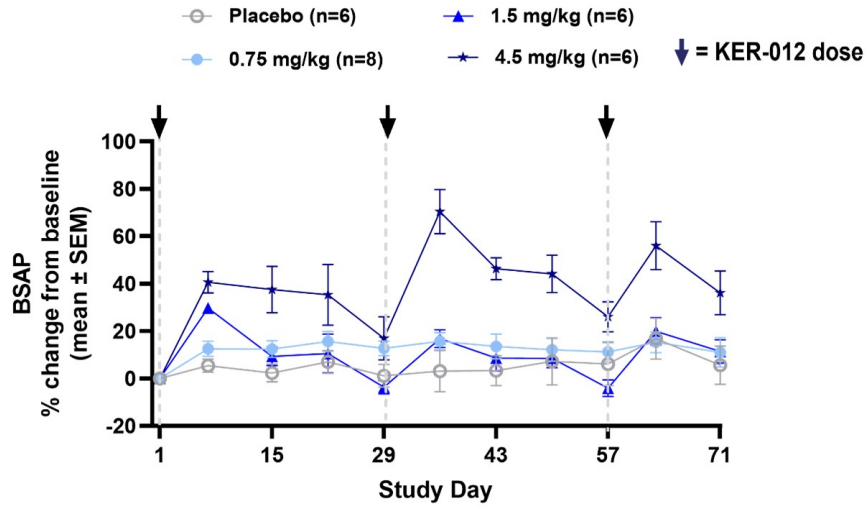 Placebo (n=6)
1.5 mg/kg (n=6)
0.75 mg/kg (n=8)
4.5 mg/kg (n=6)
= KER-012 dose
BSAP
% change from baseline
(mean ± SEM)
100
80
60
40
20
0
-20
1
15
29
43
57
71
Study Day